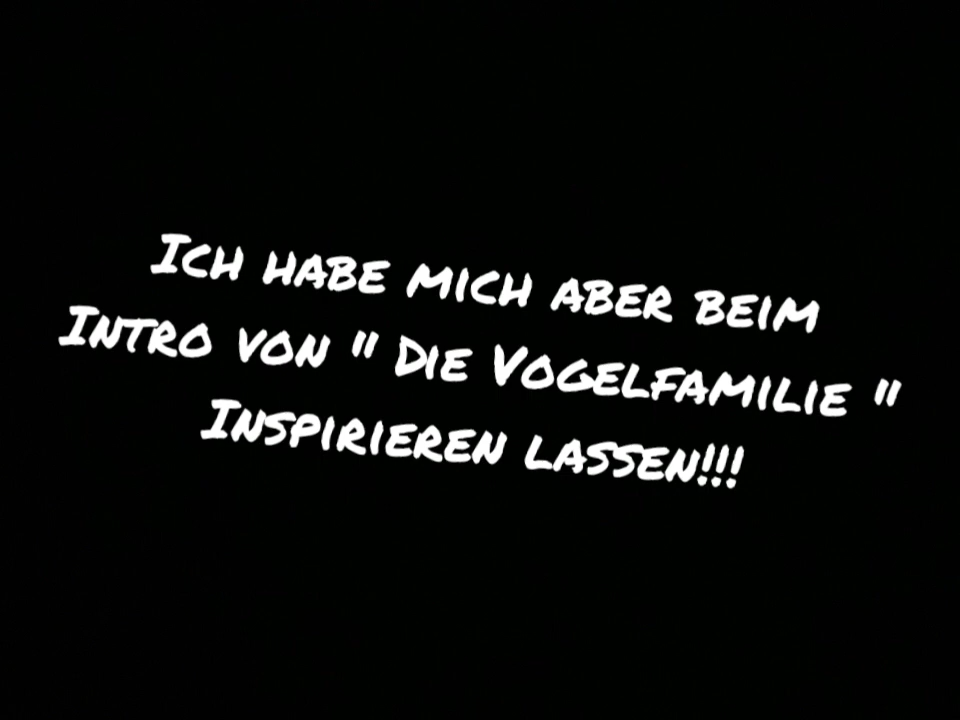 Ich habe mich aber beim
Intro von " Die Vogelfamilie "
Inspirieren lassen!!!